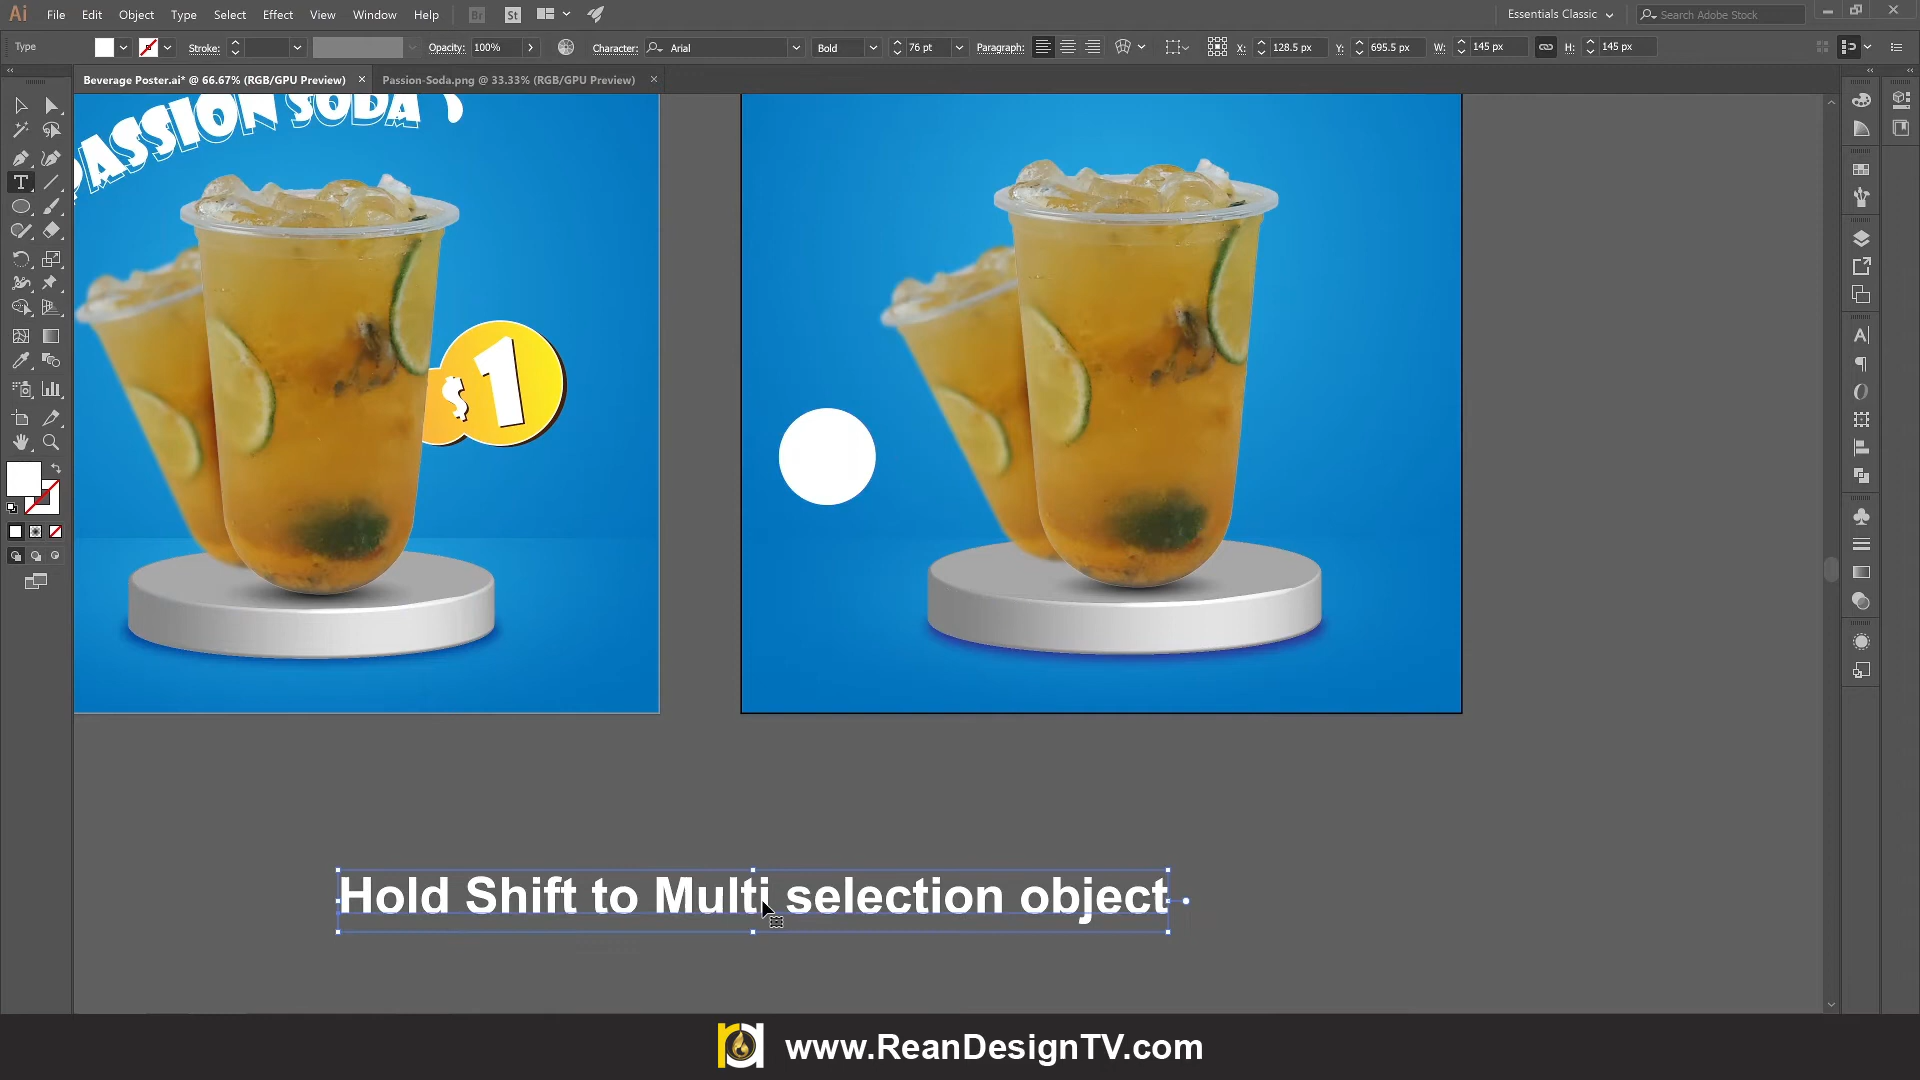 Ai File Edit Object Type Select Effect View Window Help Br St Essentials Classic Search Adobe Stock
Type Stroke: Opacity: 100% Character: Arial Bold 76 pt Paragraph: X: 128.5 px Y: 695.5 px W: 145 px H: 145 px
Beverage Poster.ai* @ 66.67% (RGB/GPU Preview) Passion-Soda.png @ 33.33% (RGB/GPU Preview)
PASSION SODA
$1
Hold Shift to Multi selection object
www.ReanDesignTV.com